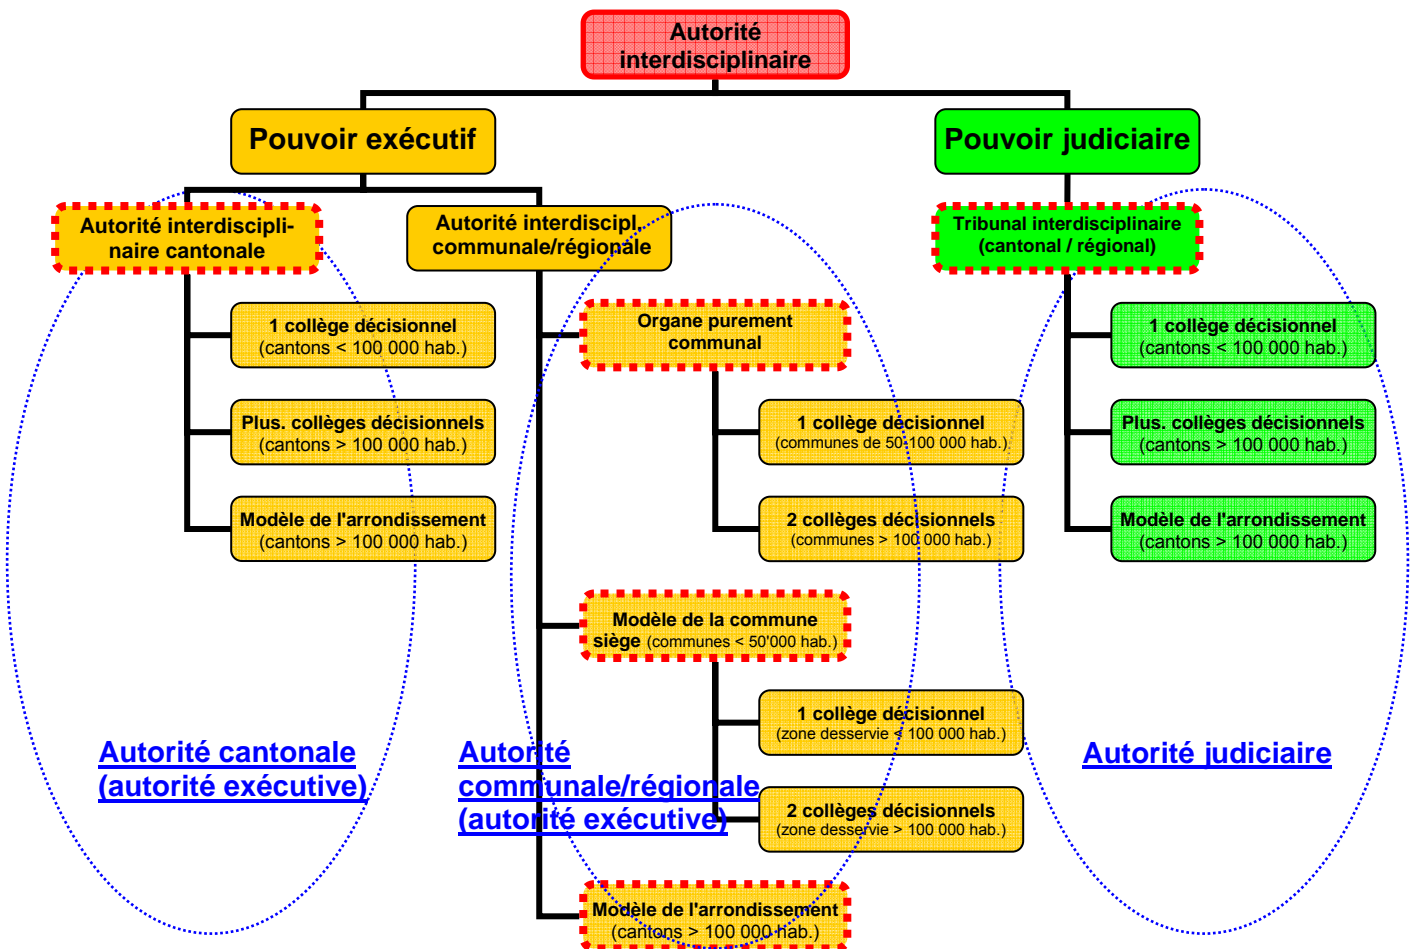 Autorité
interdisciplinaire
Pouvoir exécutif
Pouvoir judiciaire
Autorité interdiscipli-
naire cantonale
Autorité interdiscipl.
communale/régionale
Tribunal interdisciplinaire
(cantonal / régional)
1 collège décisionnel
(cantons < 100 000 hab.)
Plus. collèges décisionnels
(cantons > 100 000 hab.)
Modèle de l'arrondissement
(cantons > 100 000 hab.)
Organe purement
communal
1 collège décisionnel
(communes de 50-100 000 hab.)
2 collèges décisionnels
(communes > 100 000 hab.)
Modèle de la commune
siège (communes < 50'000 hab.)
1 collège décisionnel
(zone desservie < 100 000 hab.)
2 collèges décisionnels
(zone desservie > 100 000 hab.)
Modèle de l'arrondissement
(cantons > 100 000 hab.)
1 collège décisionnel
(cantons < 100 000 hab.)
Plus. collèges décisionnels
(cantons > 100 000 hab.)
Modèle de l'arrondissement
(cantons > 100 000 hab.)
Autorité cantonale
(autorité exécutive)
Autorité
communale/régionale
(autorité exécutive)
Autorité judiciaire